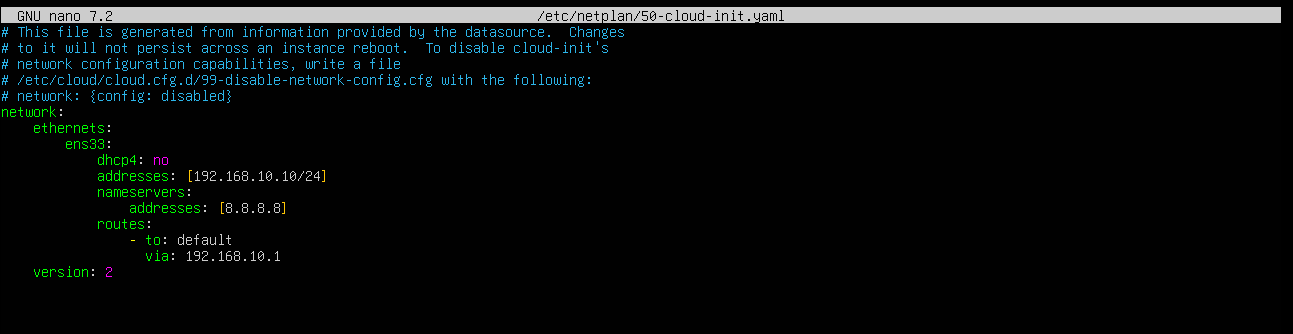 GNU nano 7.2 /etc/netplan/50-cloud-init.yaml
# This file is generated from information provided by the datasource.  Changes
# to it will not persist across an instance reboot.  To disable cloud-init's
# network configuration capabilities, write a file
# /etc/cloud/cloud.cfg.d/99-disable-network-config.cfg with the following:
# network: {config: disabled}
network:
    ethernets:
        ens33:
            dhcp4: no
            addresses: [192.168.10.10/24]
            nameservers:
                addresses: [8.8.8.8]
            routes:
                - to: default
                  via: 192.168.10.1
    version: 2